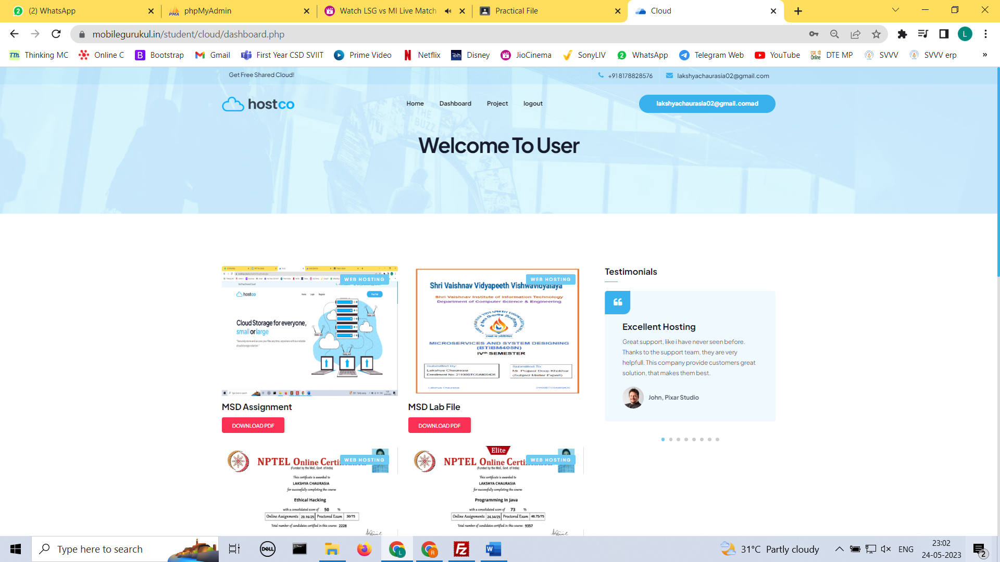 (2) WhatsApp
phpMyAdmin
Watch LSG vs MI Live Match
Practical File
Cloud
mobilegurukul.in/student/cloud/dashboard.php
L
Thinking MC
Online C
Bootstrap
Gmail
First Year CSD SVIIT
Prime Video
Netflix
Disney
JioCinema
SonyLIV
WhatsApp
Telegram Web
YouTube
DTE MP
SVVV
SVVV erp
»
Get Free Shared Cloud!
+91 8178828576
lakshyachaurasia02@gmail.com
hostco
Home
Dashboard
Project
logout
lakshyachaurasia02@gmail.comad
Welcome To User
WEB HOSTING
hostco
Home Login Register
Cloud Storage for everyone,
small or large
MSD Assignment
DOWNLOAD PDF
WEB HOSTING
Shri Vaishnav Vidyapeeth Vishwavidyalaya
Shri Vaishnav Institute of Information Technology
Department of Computer Science & Engineering
MICROSERVICES AND SYSTEM DESIGNING
(BTIBM405N)
IVth SEMESTER
Submitted By:
Lakshya Chaurasia
Submitted To:
Mr. Prajwal Deep Khokhar
(Subject Matter Expert)
Lakshya Chaurasia
MSD Lab File
DOWNLOAD PDF
Testimonials
Excellent Hosting
Great support, like i have never seen before.
Thanks to the support team, they are very
helpfull. This company provide customers great
solution, that makes them best.
John, Pixar Studio
WEB HOSTING
NPTEL Online Certi
(Funded by the MoE, Govt. of India)
This certificate is awarded to
LAKSHYA CHAURASIA
for successfully completing the course
Ethical Hacking
with a consolidated score of 50 %
Online Assignments 20.16/25 Proctored Exam 30/75
Total number of candidates certified in this course: 2228
Elite
WEB HOSTING
NPTEL Online Certi
(Funded by the MoE, Govt. of India)
This certificate is awarded to
LAKSHYA CHAURASIA
for successfully completing the course
Programming In Java
with a consolidated score of 73 %
Online Assignments 24.34/25 Proctored Exam 48.75/75
Total number of candidates certified in this course: 9357
Type here to search
DELL
31°C Partly cloudy
ENG
23:02
24-05-2023
2